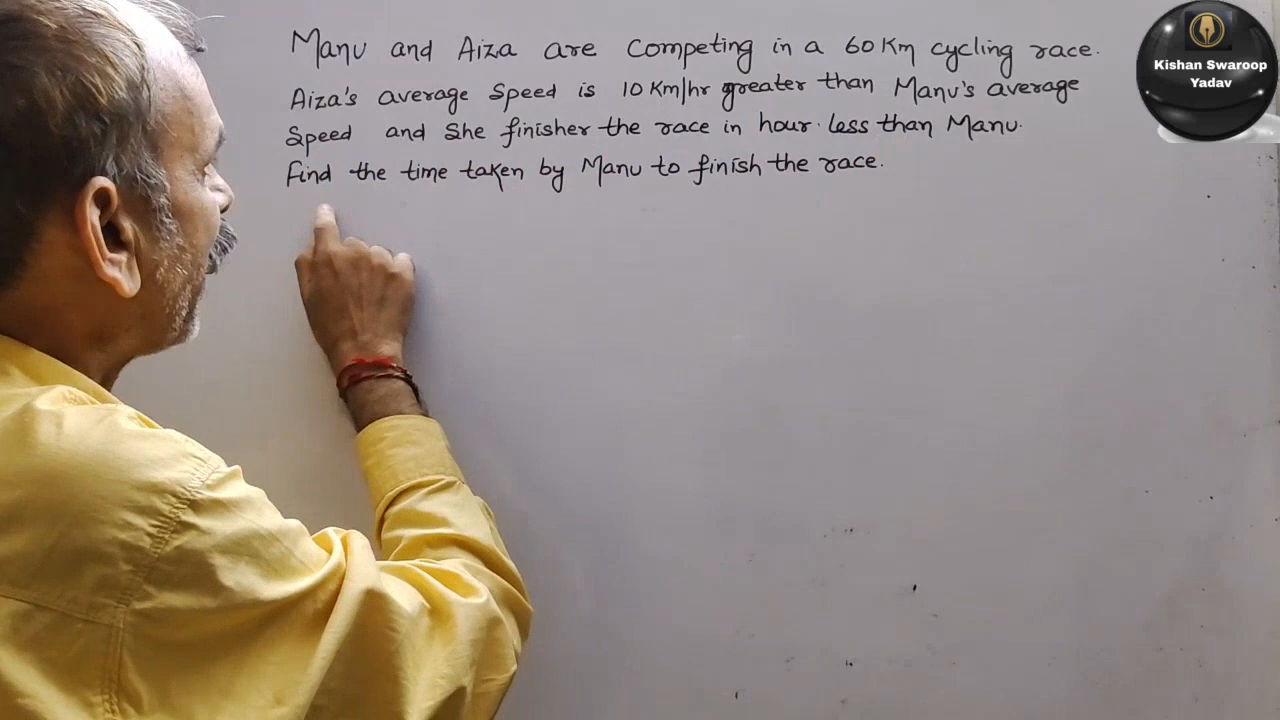 Manu and Aiza are competing in a 60 Km cycling race.
Aiza's average speed is 10 Km/hr greater than Manu's average
speed and she finisher the race in hour. less than Manu.
Find the time taken by Manu to finish the race.
Kishan Swaroop
Yadav